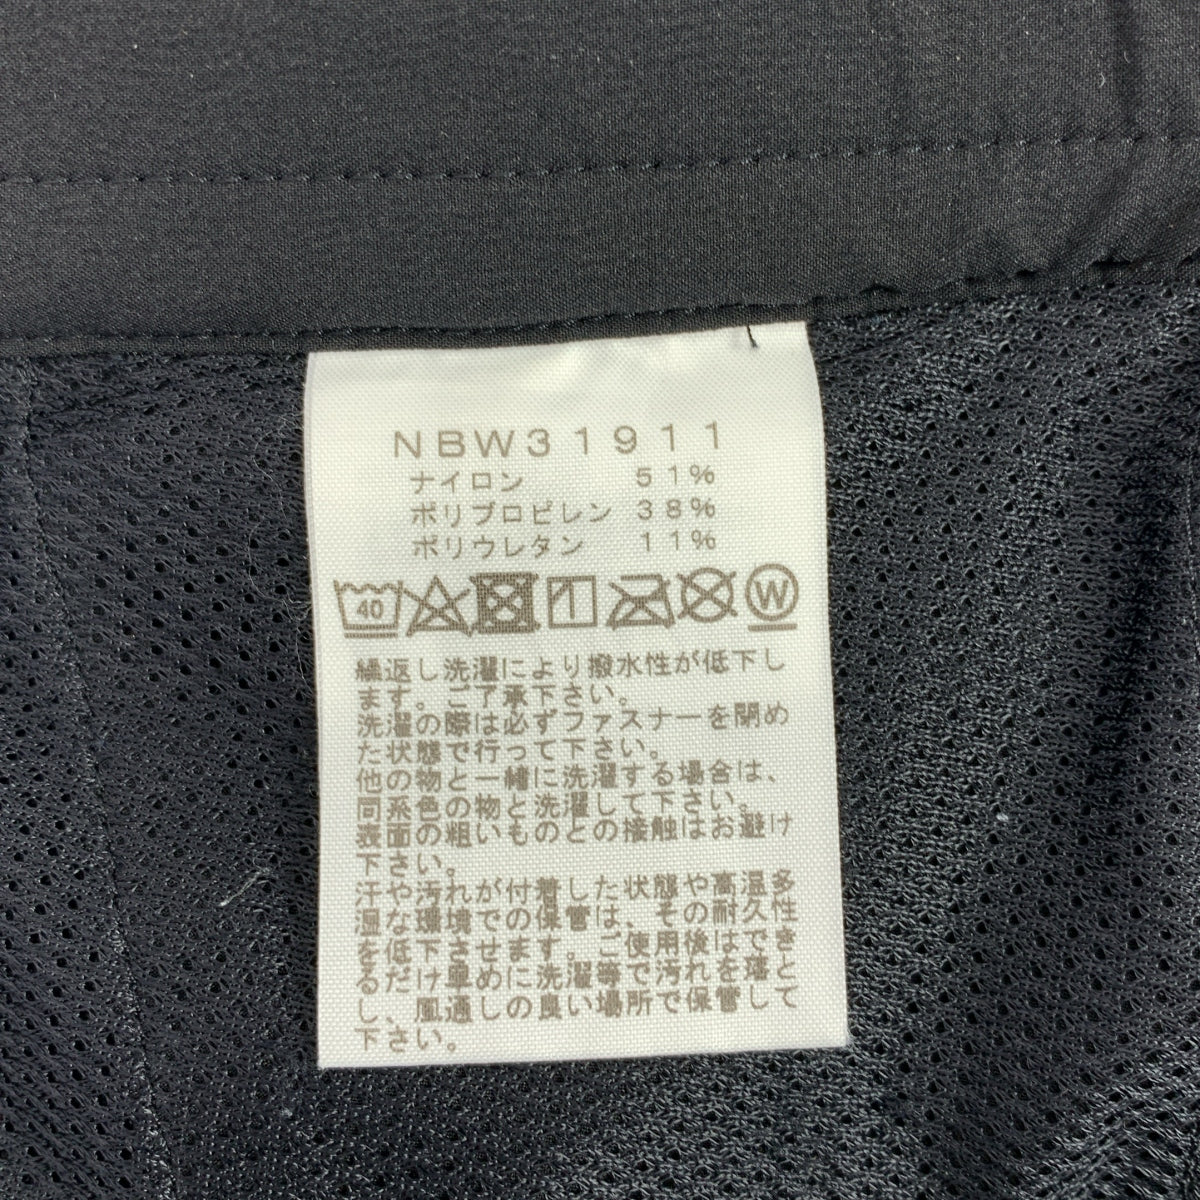 NBW31911
ナイロン 51%
ポリプロピレン 38%
ポリウレタン 11%
40 W
繰返し洗濯により撥水性が低下し
ます。ご了承下さい。
洗濯の際は必ずファスナーを閉め
た状態で行って下さい。
他の物と一緒に洗濯する場合は、
同系色の物と洗濯して下さい。
表面の粗いものとの接触はお避け
下さい。
汗や汚れが付着した状態や高温多
湿な環境での保管は、その耐久性
を低下させます。ご使用後はでき
るだけ早めに洗濯等で汚れを落と
し、風通しの良い場所で保管して
下さい。